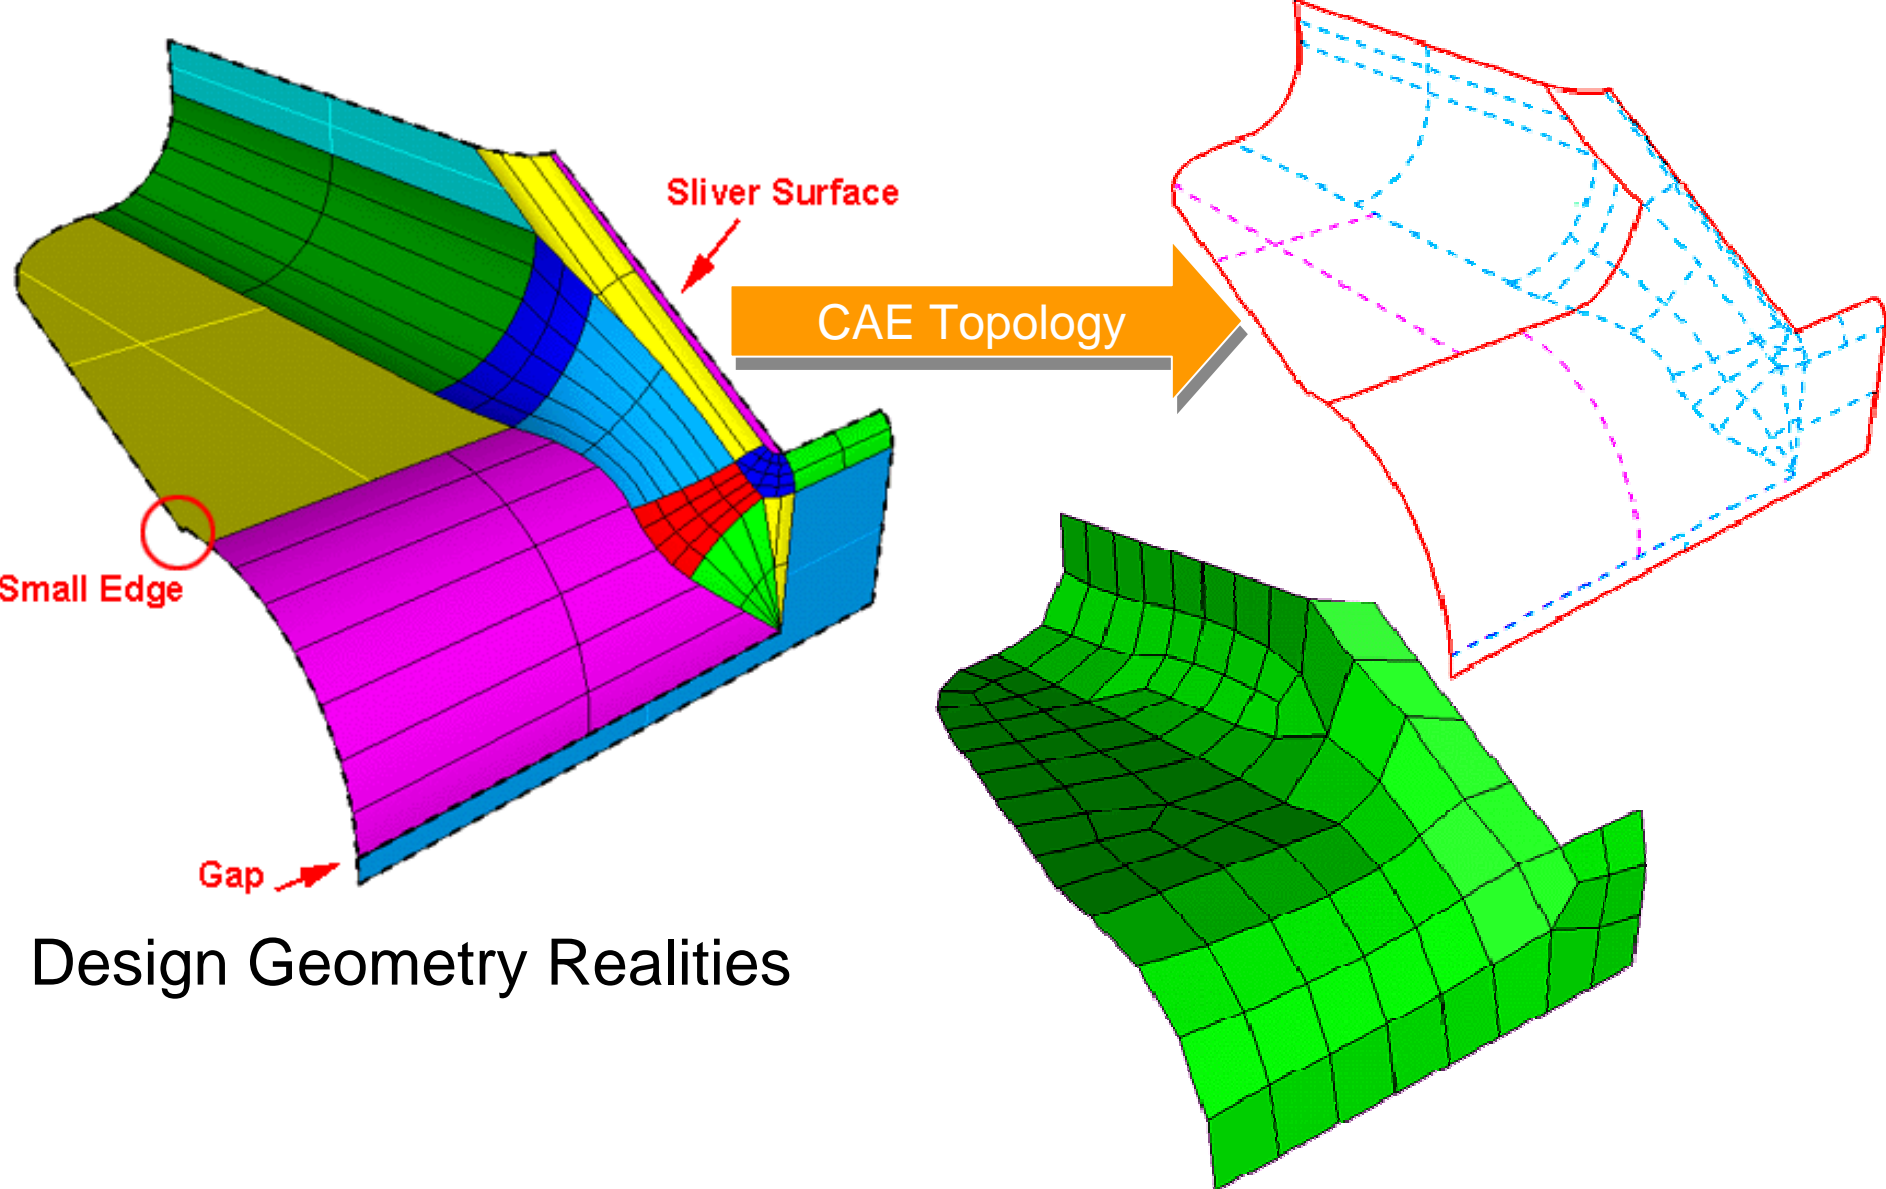 Sliver Surface
CAE Topology
Small Edge
Gap
Design Geometry Realities